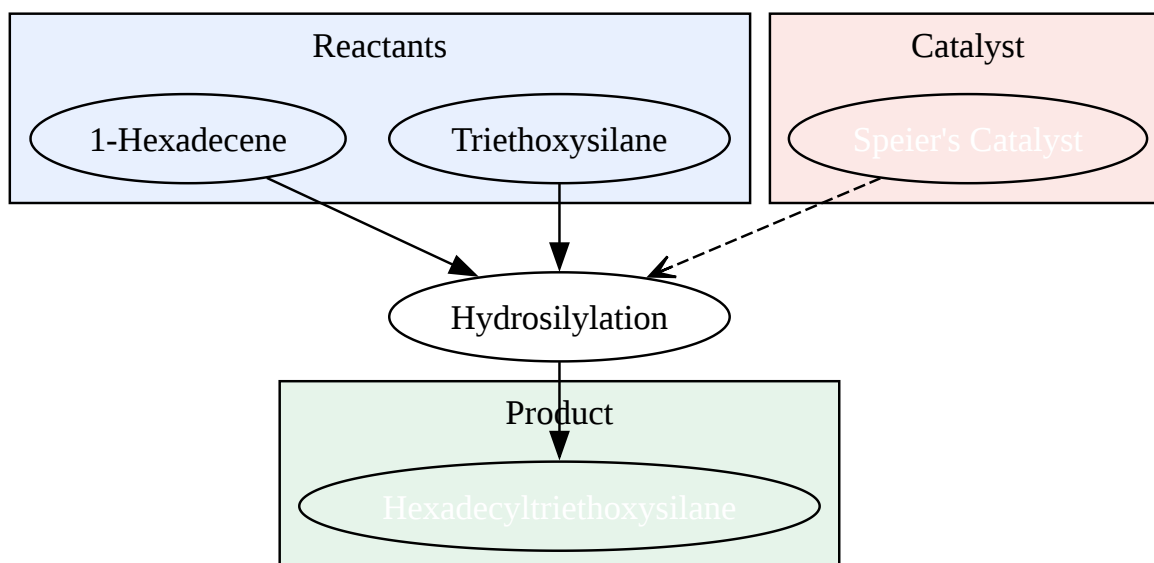 Reactants
Catalyst
1-Hexadecene
Triethoxysilane
Speier's Catalyst
Hydrosilylation
Product
Hexadecyltriethoxysilane